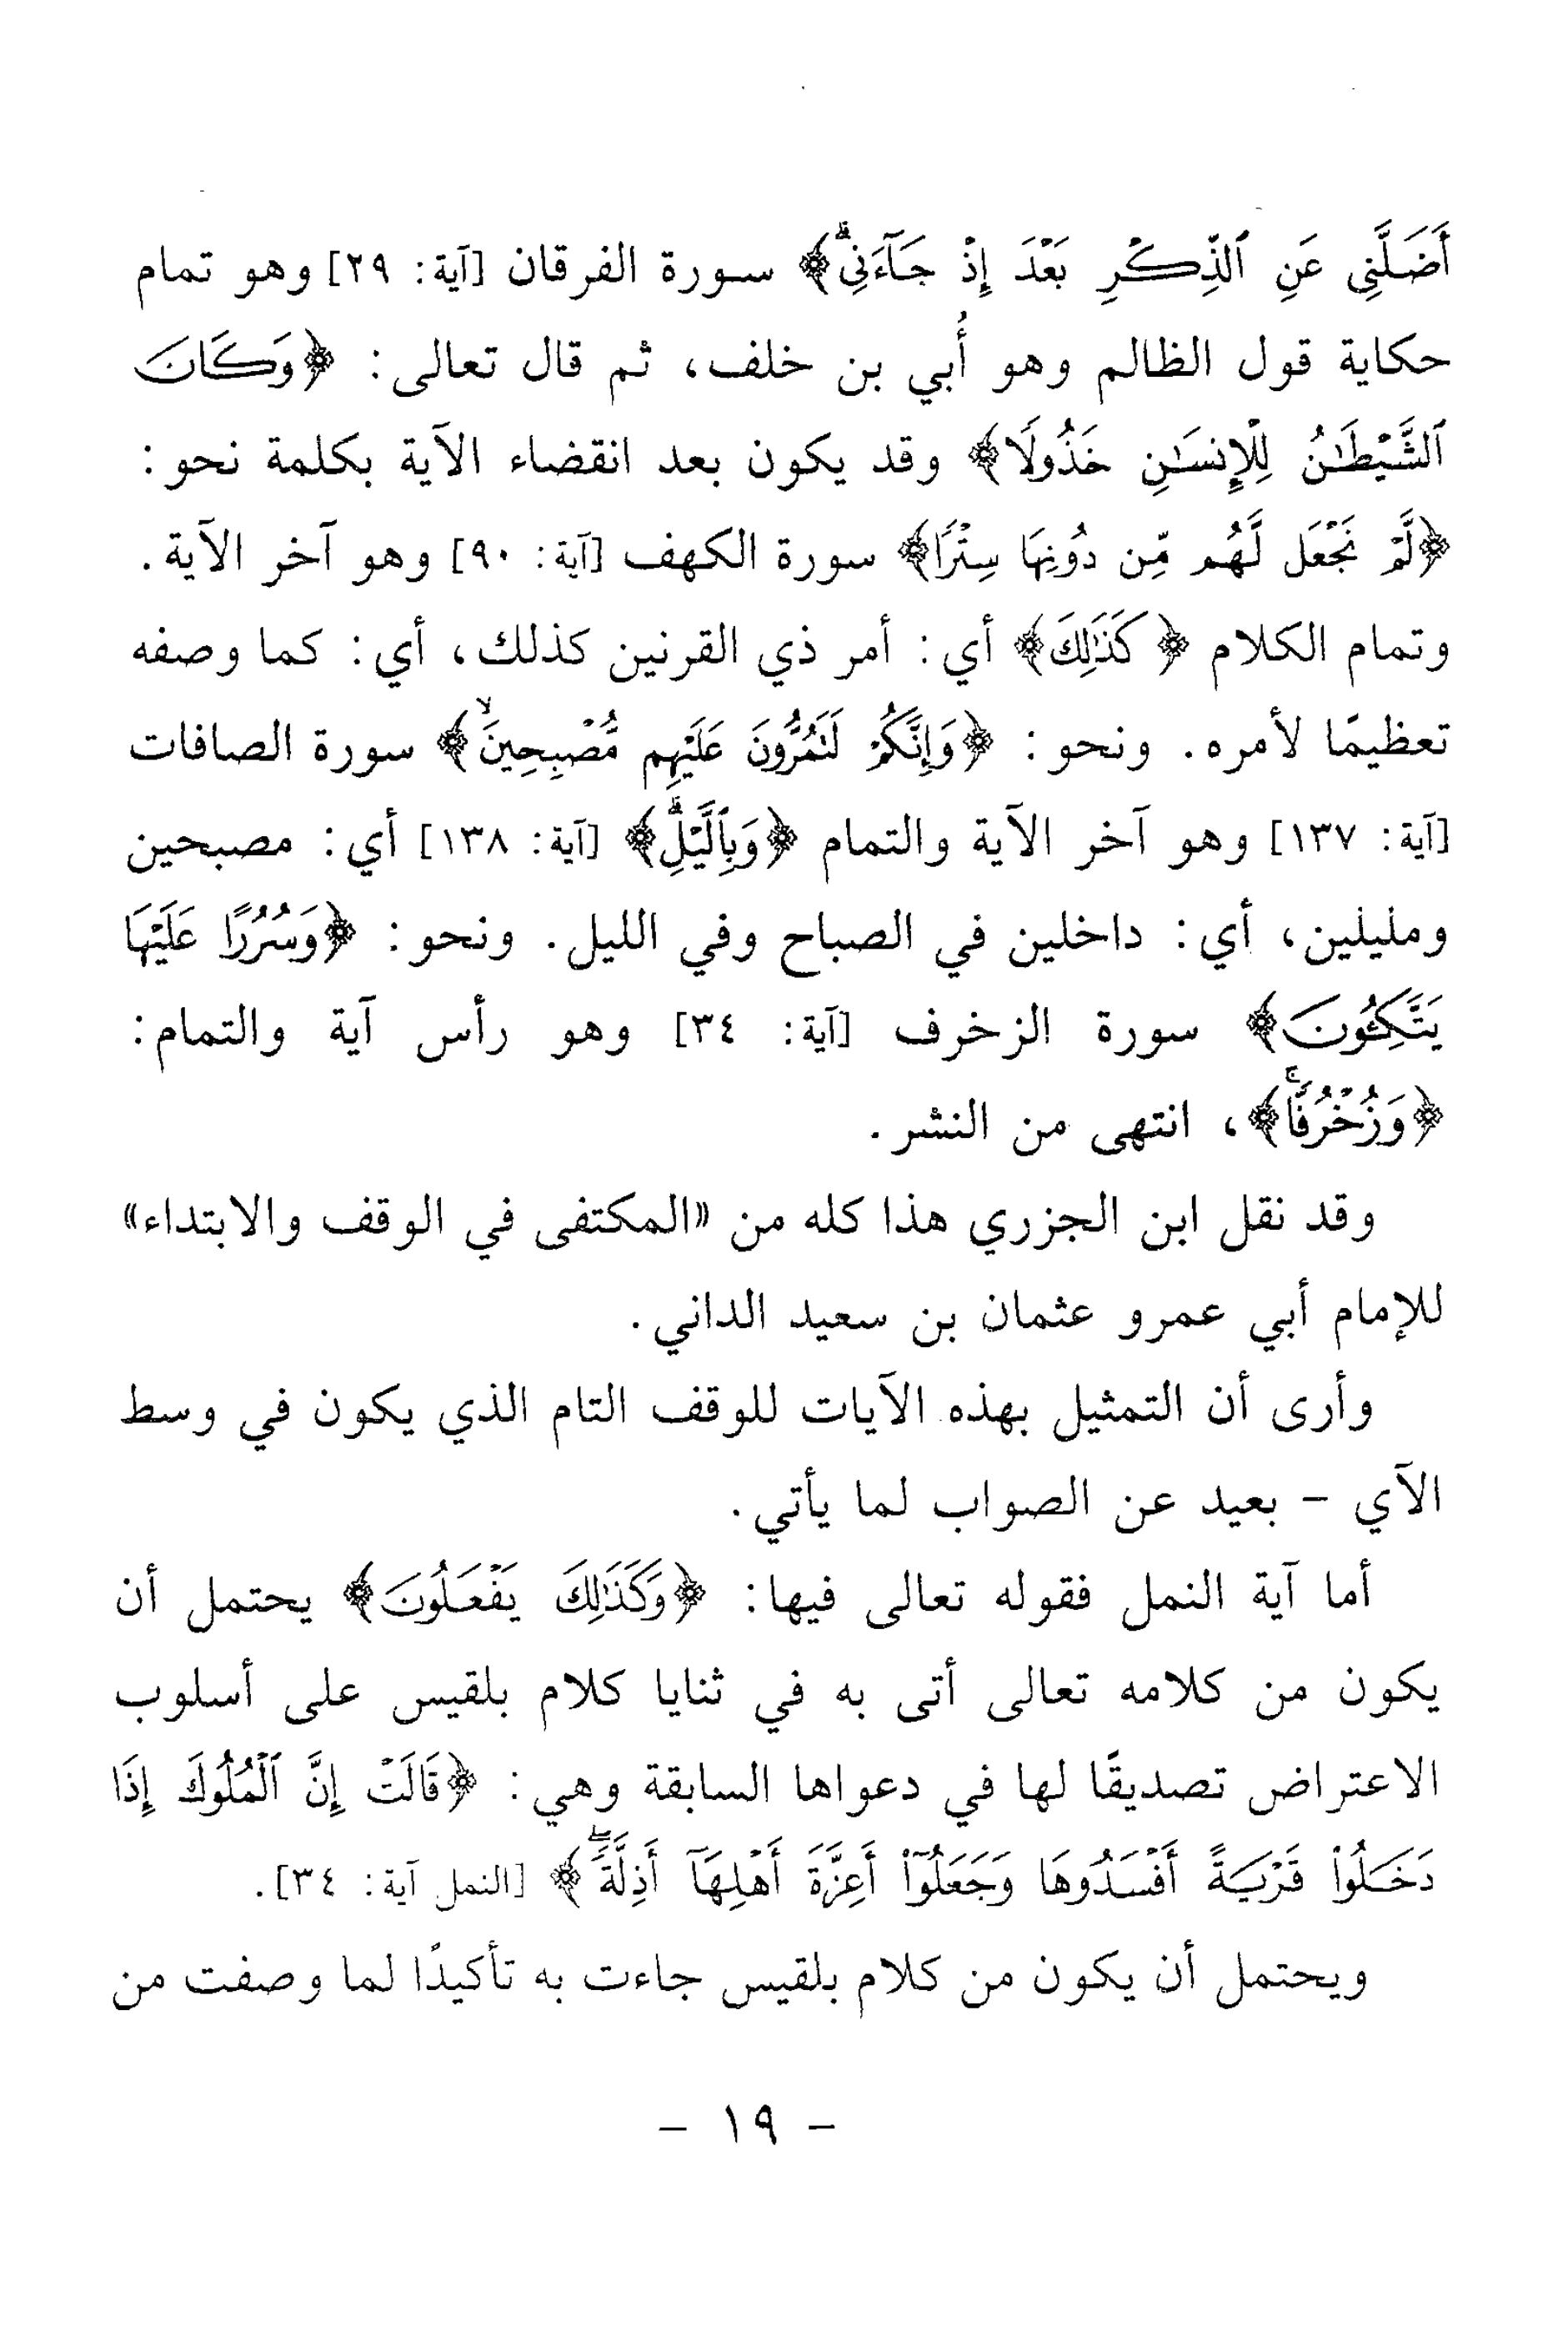 أَضَلَّنِى عَنِ ٱلذِّكْرِ بَعْدَ إِذْ جَآءَنِىۗ﴾ سورة الفرقان [آية: ٢٩] وهو تمام
حكاية قول الظالم وهو أُبي بن خلف، ثم قال تعالى: ﴿وَكَانَ
ٱلشَّيْطَـٰنُ لِلْإِنسَـٰنِ خَذُولًا﴾ وقد يكون بعد انقضاء الآية بكلمة نحو:
﴿لَّمْ نَجْعَل لَّهُم مِّن دُونِهَا سِتْرًا﴾ سورة الكهف [آية: ٩٠] وهو آخر الآية.
وتمام الكلام ﴿كَذَٰلِكَ﴾ أي: أمر ذي القرنين كذلك، أي: كما وصفه
تعظيمًا لأمره. ونحو: ﴿وَإِنَّكُمْ لَتَمُرُّونَ عَلَيْهِم مُّصْبِحِينَۙ﴾ سورة الصافات
[آية: ١٣٧] وهو آخر الآية والتمام ﴿وَبِٱلَّيْلِۗ﴾ [آية: ١٣٨] أي: مصبحين
ومليلين، أي: داخلين في الصباح وفي الليل. ونحو: ﴿وَسُرُرًا عَلَيْهَا
يَتَّكِـُٔونَ﴾ سورة الزخرف [آية: ٣٤] وهو رأس آية والتمام:
﴿وَزُخْرُفًاۚ﴾، انتهى من النشر.
وقد نقل ابن الجزري هذا كله من «المكتفى في الوقف والابتداء»
للإمام أبي عمرو عثمان بن سعيد الداني.
وأرى أن التمثيل بهذه الآيات للوقف التام الذي يكون في وسط
الآي – بعيد عن الصواب لما يأتي.
أما آية النمل فقوله تعالى فيها: ﴿وَكَذَٰلِكَ يَفْعَلُونَ﴾ يحتمل أن
يكون من كلامه تعالى أتى به في ثنايا كلام بلقيس على أسلوب
الاعتراض تصديقًا لها في دعواها السابقة وهي: ﴿قَالَتْ إِنَّ ٱلْمُلُوكَ إِذَا
دَخَلُوا۟ قَرْيَةً أَفْسَدُوهَا وَجَعَلُوٓا۟ أَعِزَّةَ أَهْلِهَآ أَذِلَّةًۖ﴾ [النمل آية: ٣٤].
ويحتمل أن يكون من كلام بلقيس جاءت به تأكيدًا لما وصفت من
– ١٩ –